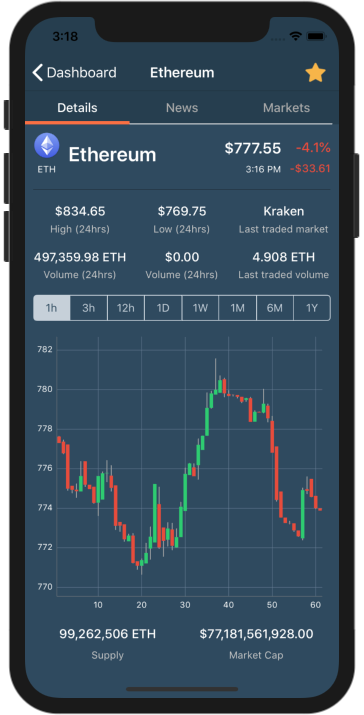 3:18
Dashboard Ethereum
Details News Markets
Ethereum $777.55 -4.1%
ETH 3:16 PM -$33.61
$834.65 $769.75 Kraken
High (24hrs) Low (24hrs) Last traded market
497,359.98 ETH $0.00 4.908 ETH
Volume (24hrs) Volume (24hrs) Last traded volume
1h 3h 12h 1D 1W 1M 6M 1Y
782
780
778
776
774
772
770
10 20 30 40 50 60
99,262,506 ETH $77,181,561,928.00
Supply Market Cap